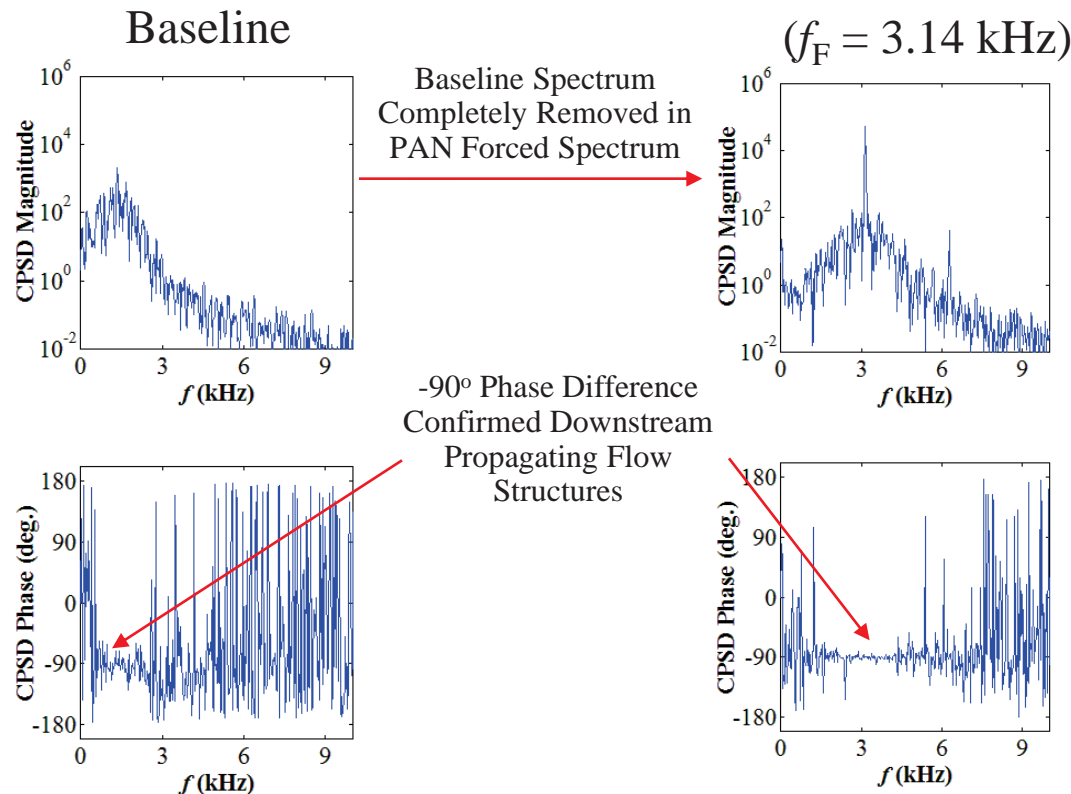 Baseline
(fF = 3.14 kHz)
Baseline Spectrum
Completely Removed in
PAN Forced Spectrum
CPSD Magnitude
10^6
10^4
10^2
10^0
10^-2
0 3 6 9
f (kHz)
CPSD Magnitude
10^6
10^4
10^2
10^0
10^-2
0 3 6 9
f (kHz)
-90° Phase Difference
Confirmed Downstream
Propagating Flow
Structures
CPSD Phase (deg.)
180
90
0
-90
-180
0 3 6 9
f (kHz)
CPSD Phase (deg.)
180
90
0
-90
-180
0 3 6 9
f (kHz)